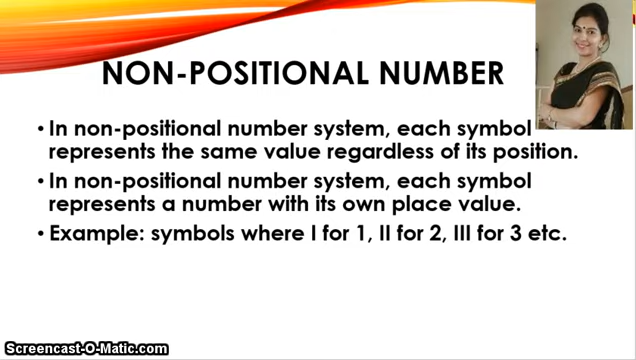 NON-POSITIONAL NUMBER
• In non-positional number system, each symbol
represents the same value regardless of its position.
• In non-positional number system, each symbol
represents a number with its own place value.
• Example: symbols where I for 1, II for 2, III for 3 etc.
Screencast-O-Matic.com